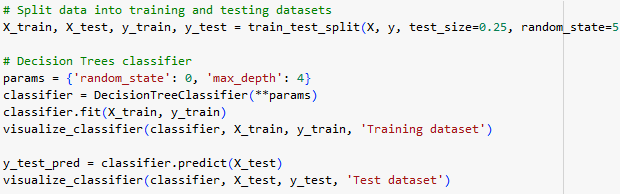 # Split data into training and testing datasets
X_train, X_test, y_train, y_test = train_test_split(X, y, test_size=0.25, random_state=5
# Decision Trees classifier
params = {'random_state': 0, 'max_depth': 4}
classifier = DecisionTreeClassifier(**params)
classifier.fit(X_train, y_train)
visualize_classifier(classifier, X_train, y_train, 'Training dataset')
y_test_pred = classifier.predict(X_test)
visualize_classifier(classifier, X_test, y_test, 'Test dataset')